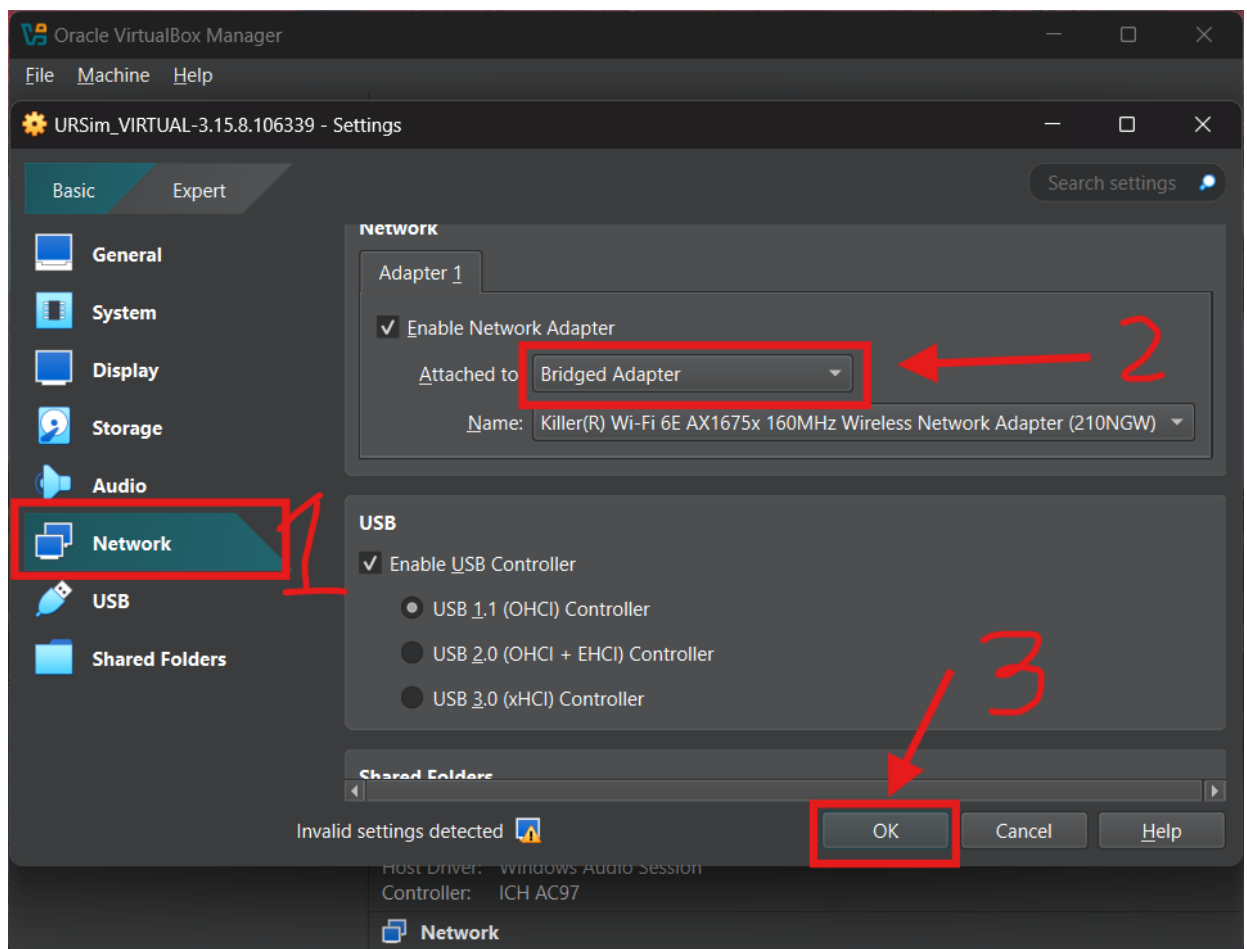 Oracle VirtualBox Manager
File Machine Help
URSim_VIRTUAL-3.15.8.106339 - Settings
Basic Expert Search settings
General
System
Display
Storage
Audio
Network
USB
Shared Folders
Network
Adapter 1
Enable Network Adapter
Attached to Bridged Adapter
2
Name: Killer(R) Wi-Fi 6E AX1675x 160MHz Wireless Network Adapter (210NGW)
1
USB
Enable USB Controller
USB 1.1 (OHCI) Controller
USB 2.0 (OHCI + EHCI) Controller
USB 3.0 (xHCI) Controller
3
Shared Folders
Invalid settings detected OK Cancel Help
Host Driver: Windows Audio Session
Controller: ICH AC97
Network